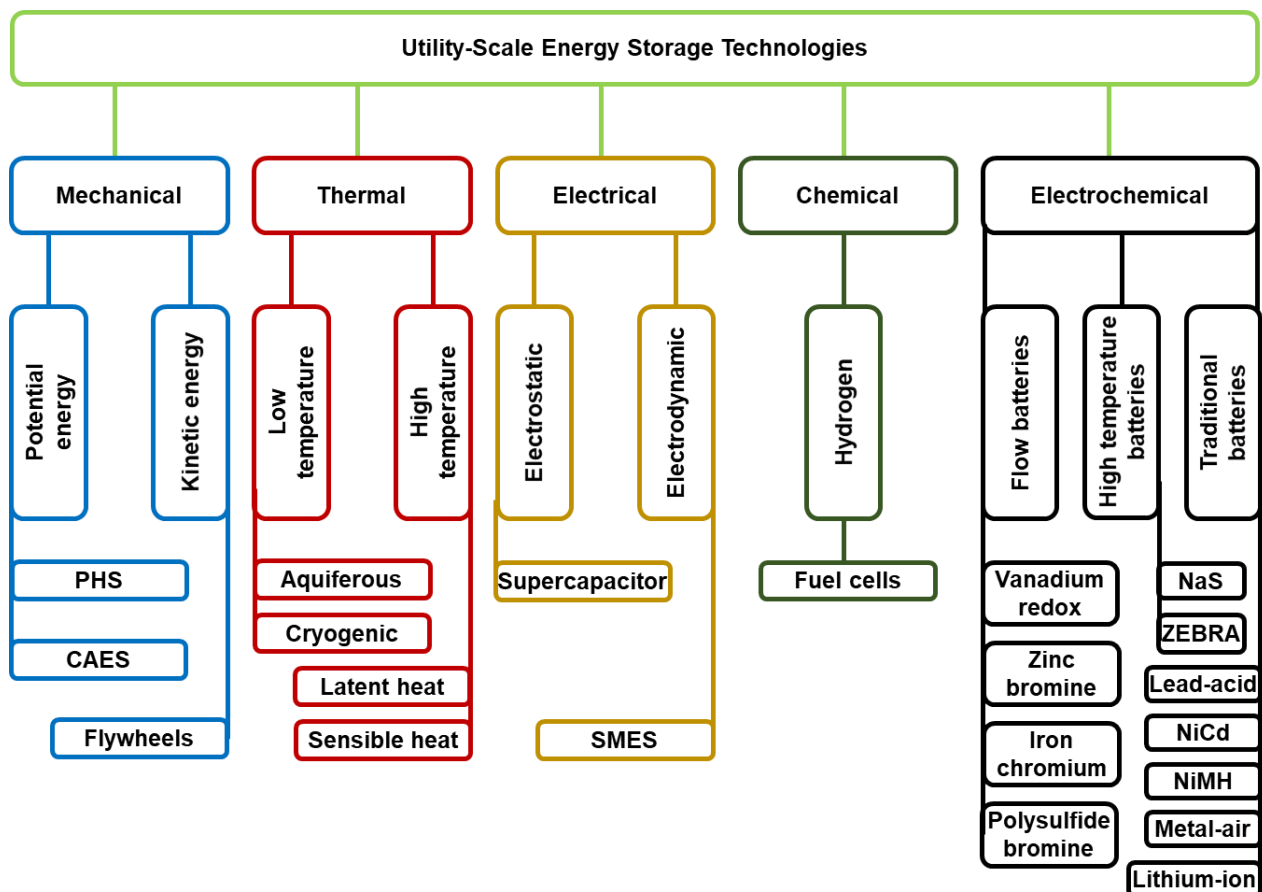 Utility-Scale Energy Storage Technologies
Mechanical
Thermal
Electrical
Chemical
Electrochemical
Potential
energy
Kinetic energy
Low
temperature
High
temperature
Electrostatic
Electrodynamic
Hydrogen
Flow batteries
High temperature
batteries
Traditional
batteries
PHS
CAES
Flywheels
Aquiferous
Cryogenic
Latent heat
Sensible heat
Supercapacitor
SMES
Fuel cells
Vanadium
redox
Zinc
bromine
Iron
chromium
Polysulfide
bromine
NaS
ZEBRA
Lead-acid
NiCd
NiMH
Metal-air
Lithium-ion